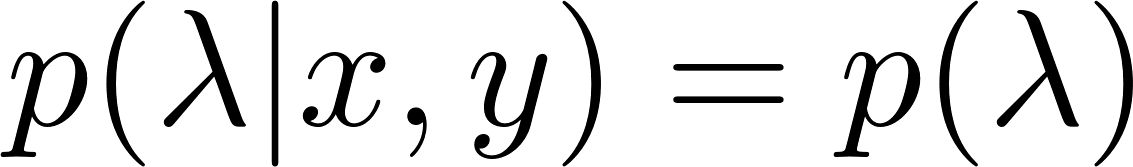 p(λ|x, y) = p(λ)